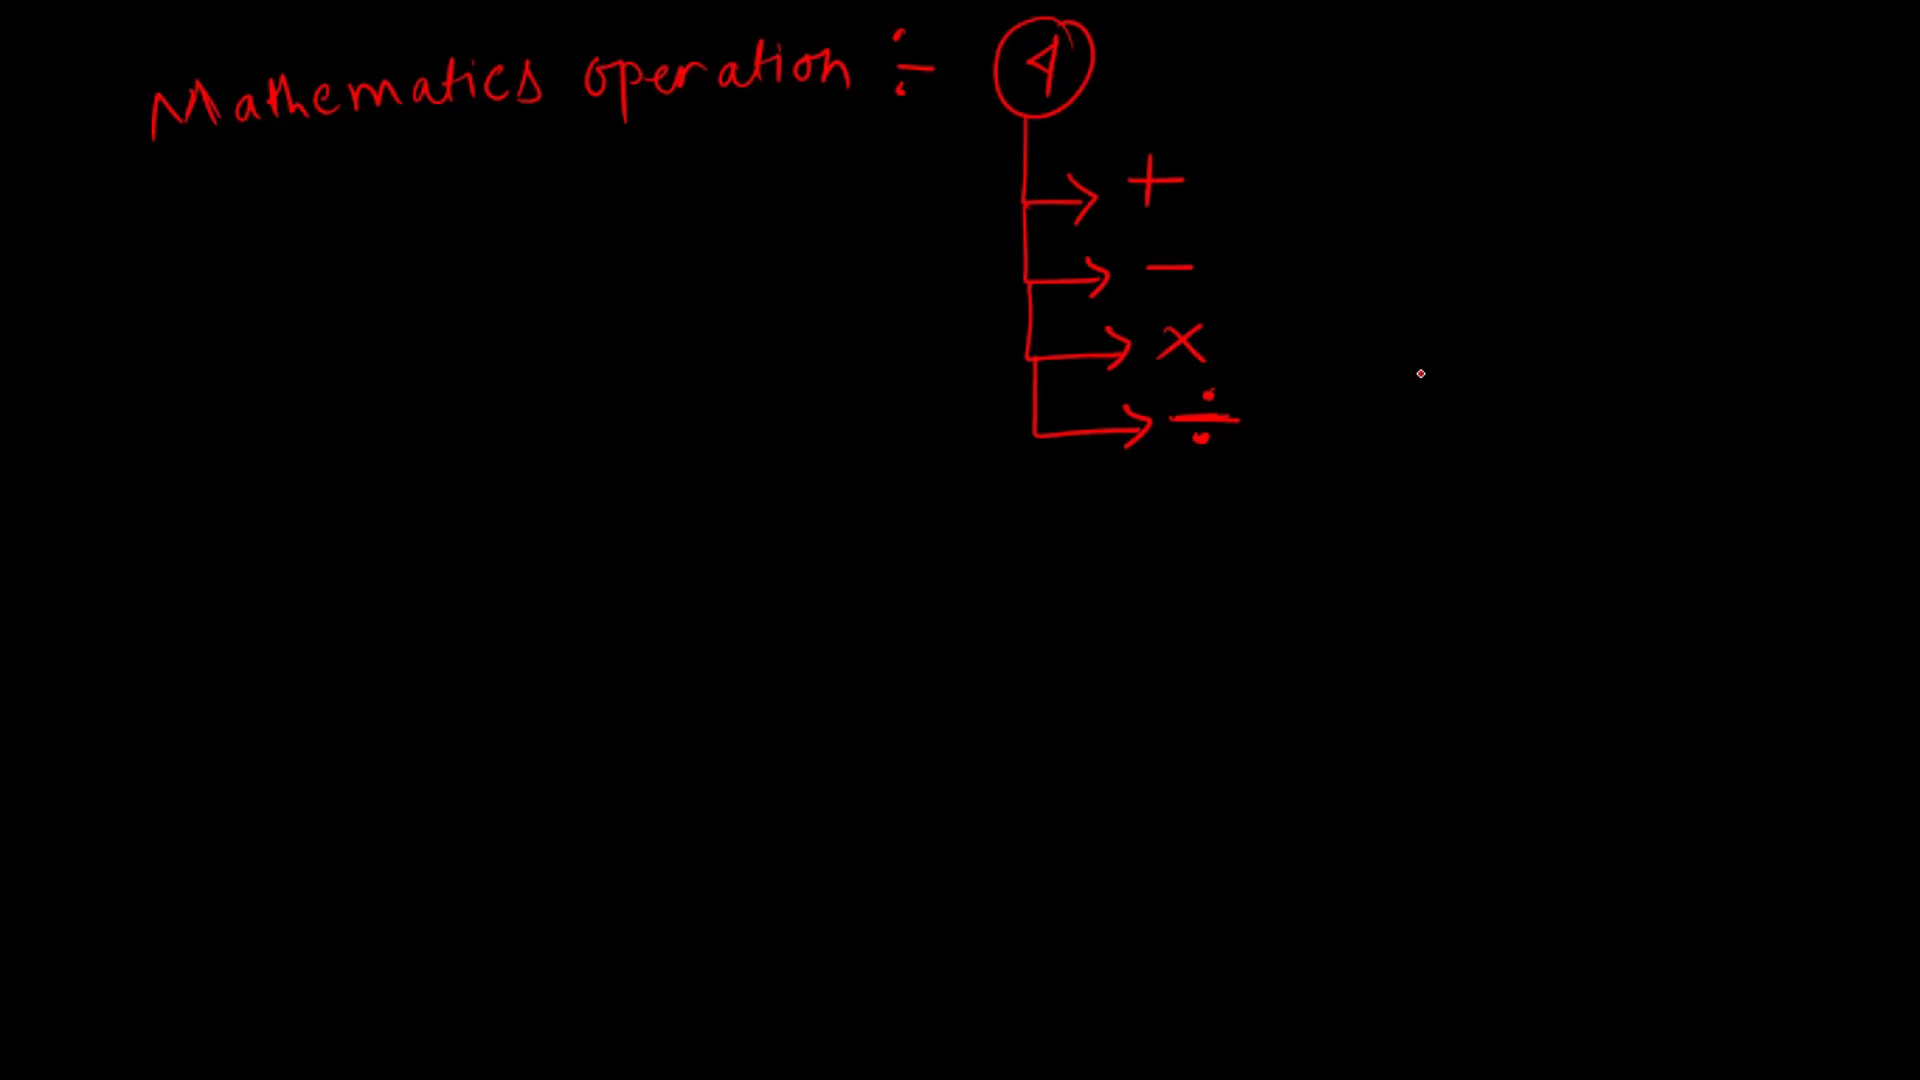 Mathematics operation ÷ 4
+
−
×
÷